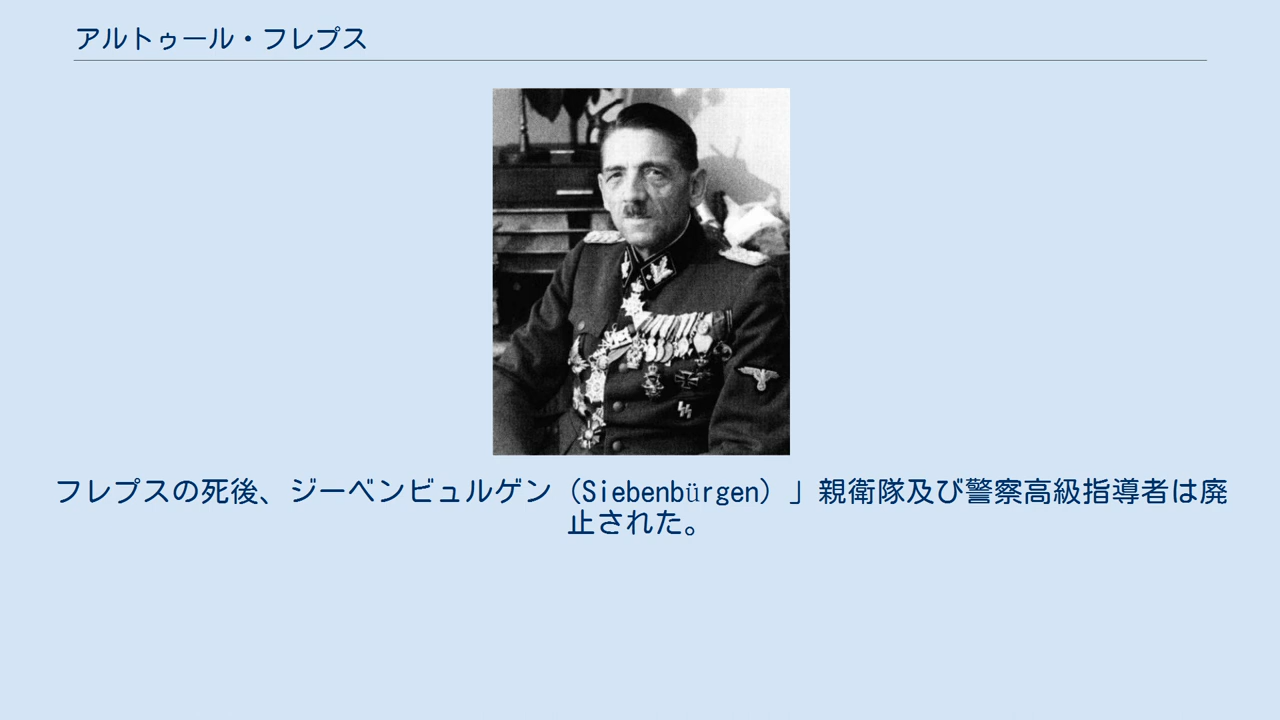 アルトゥール・フレプス
フレプスの死後、ジーベンビュルゲン（Siebenbürgen）」親衛隊及び警察高級指導者は廃
止された。